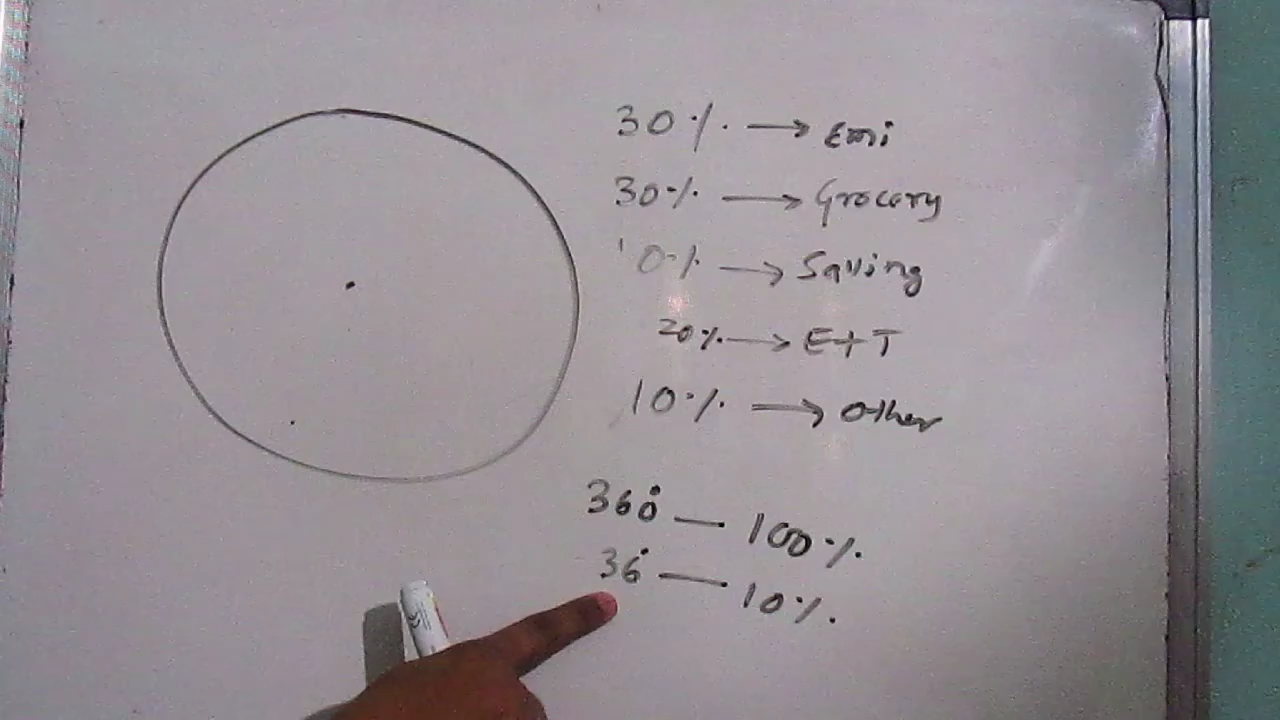 30% → Emi
30% → Grocery
10% → Saving
20% → E+T
10% → Other
360° — 100%
36° — 10%